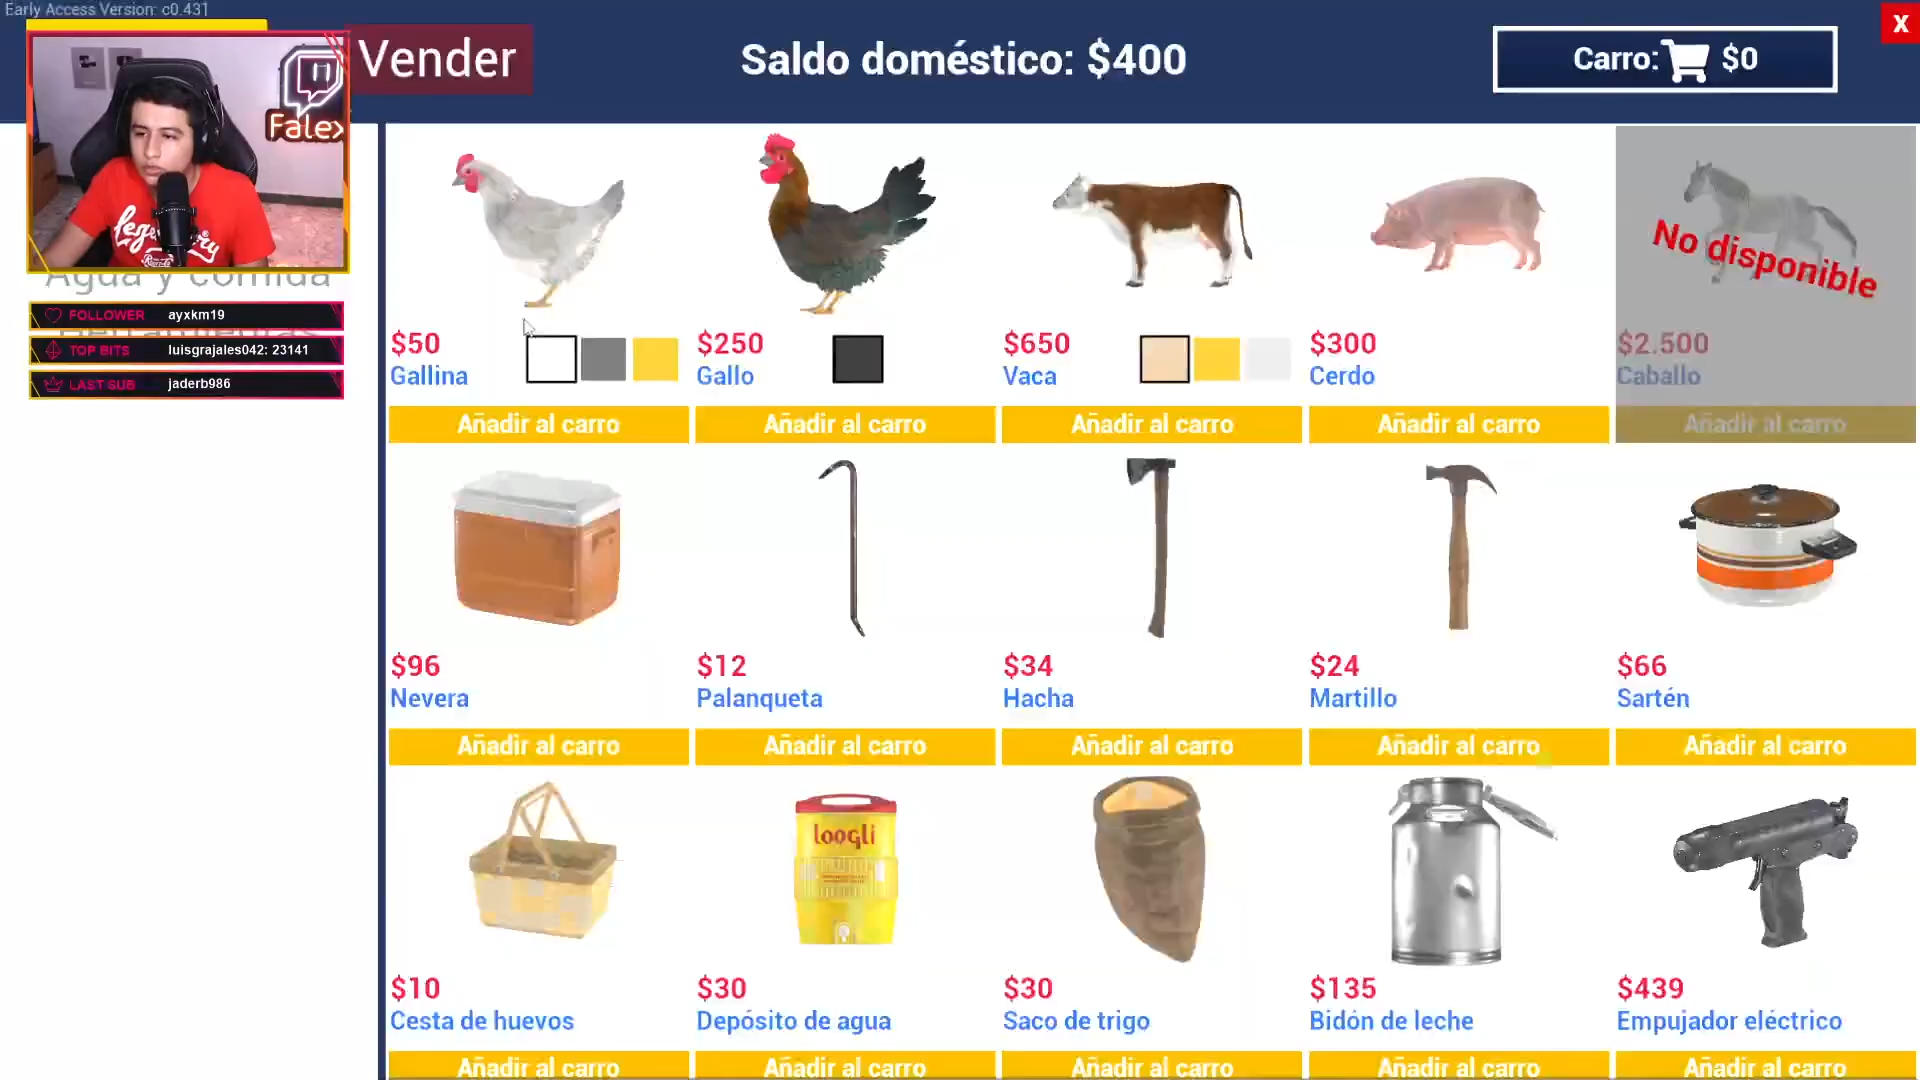 Early Access Version: c0.431
Vender
Saldo doméstico: $400
Carro: $0
X
Falex
legendary
Agua y comida
Herramientas
FOLLOWER ayxkm19
TOP BITS luisgrajales042: 23141
LAST SUB jaderb986
$50
Gallina
Añadir al carro
$250
Gallo
Añadir al carro
$650
Vaca
Añadir al carro
$300
Cerdo
Añadir al carro
No disponible
$2.500
Caballo
Añadir al carro
$96
Nevera
Añadir al carro
$12
Palanqueta
Añadir al carro
$34
Hacha
Añadir al carro
$24
Martillo
Añadir al carro
$66
Sartén
Añadir al carro
$10
Cesta de huevos
Añadir al carro
loogli
$30
Depósito de agua
Añadir al carro
$30
Saco de trigo
Añadir al carro
$135
Bidón de leche
Añadir al carro
$439
Empujador eléctrico
Añadir al carro